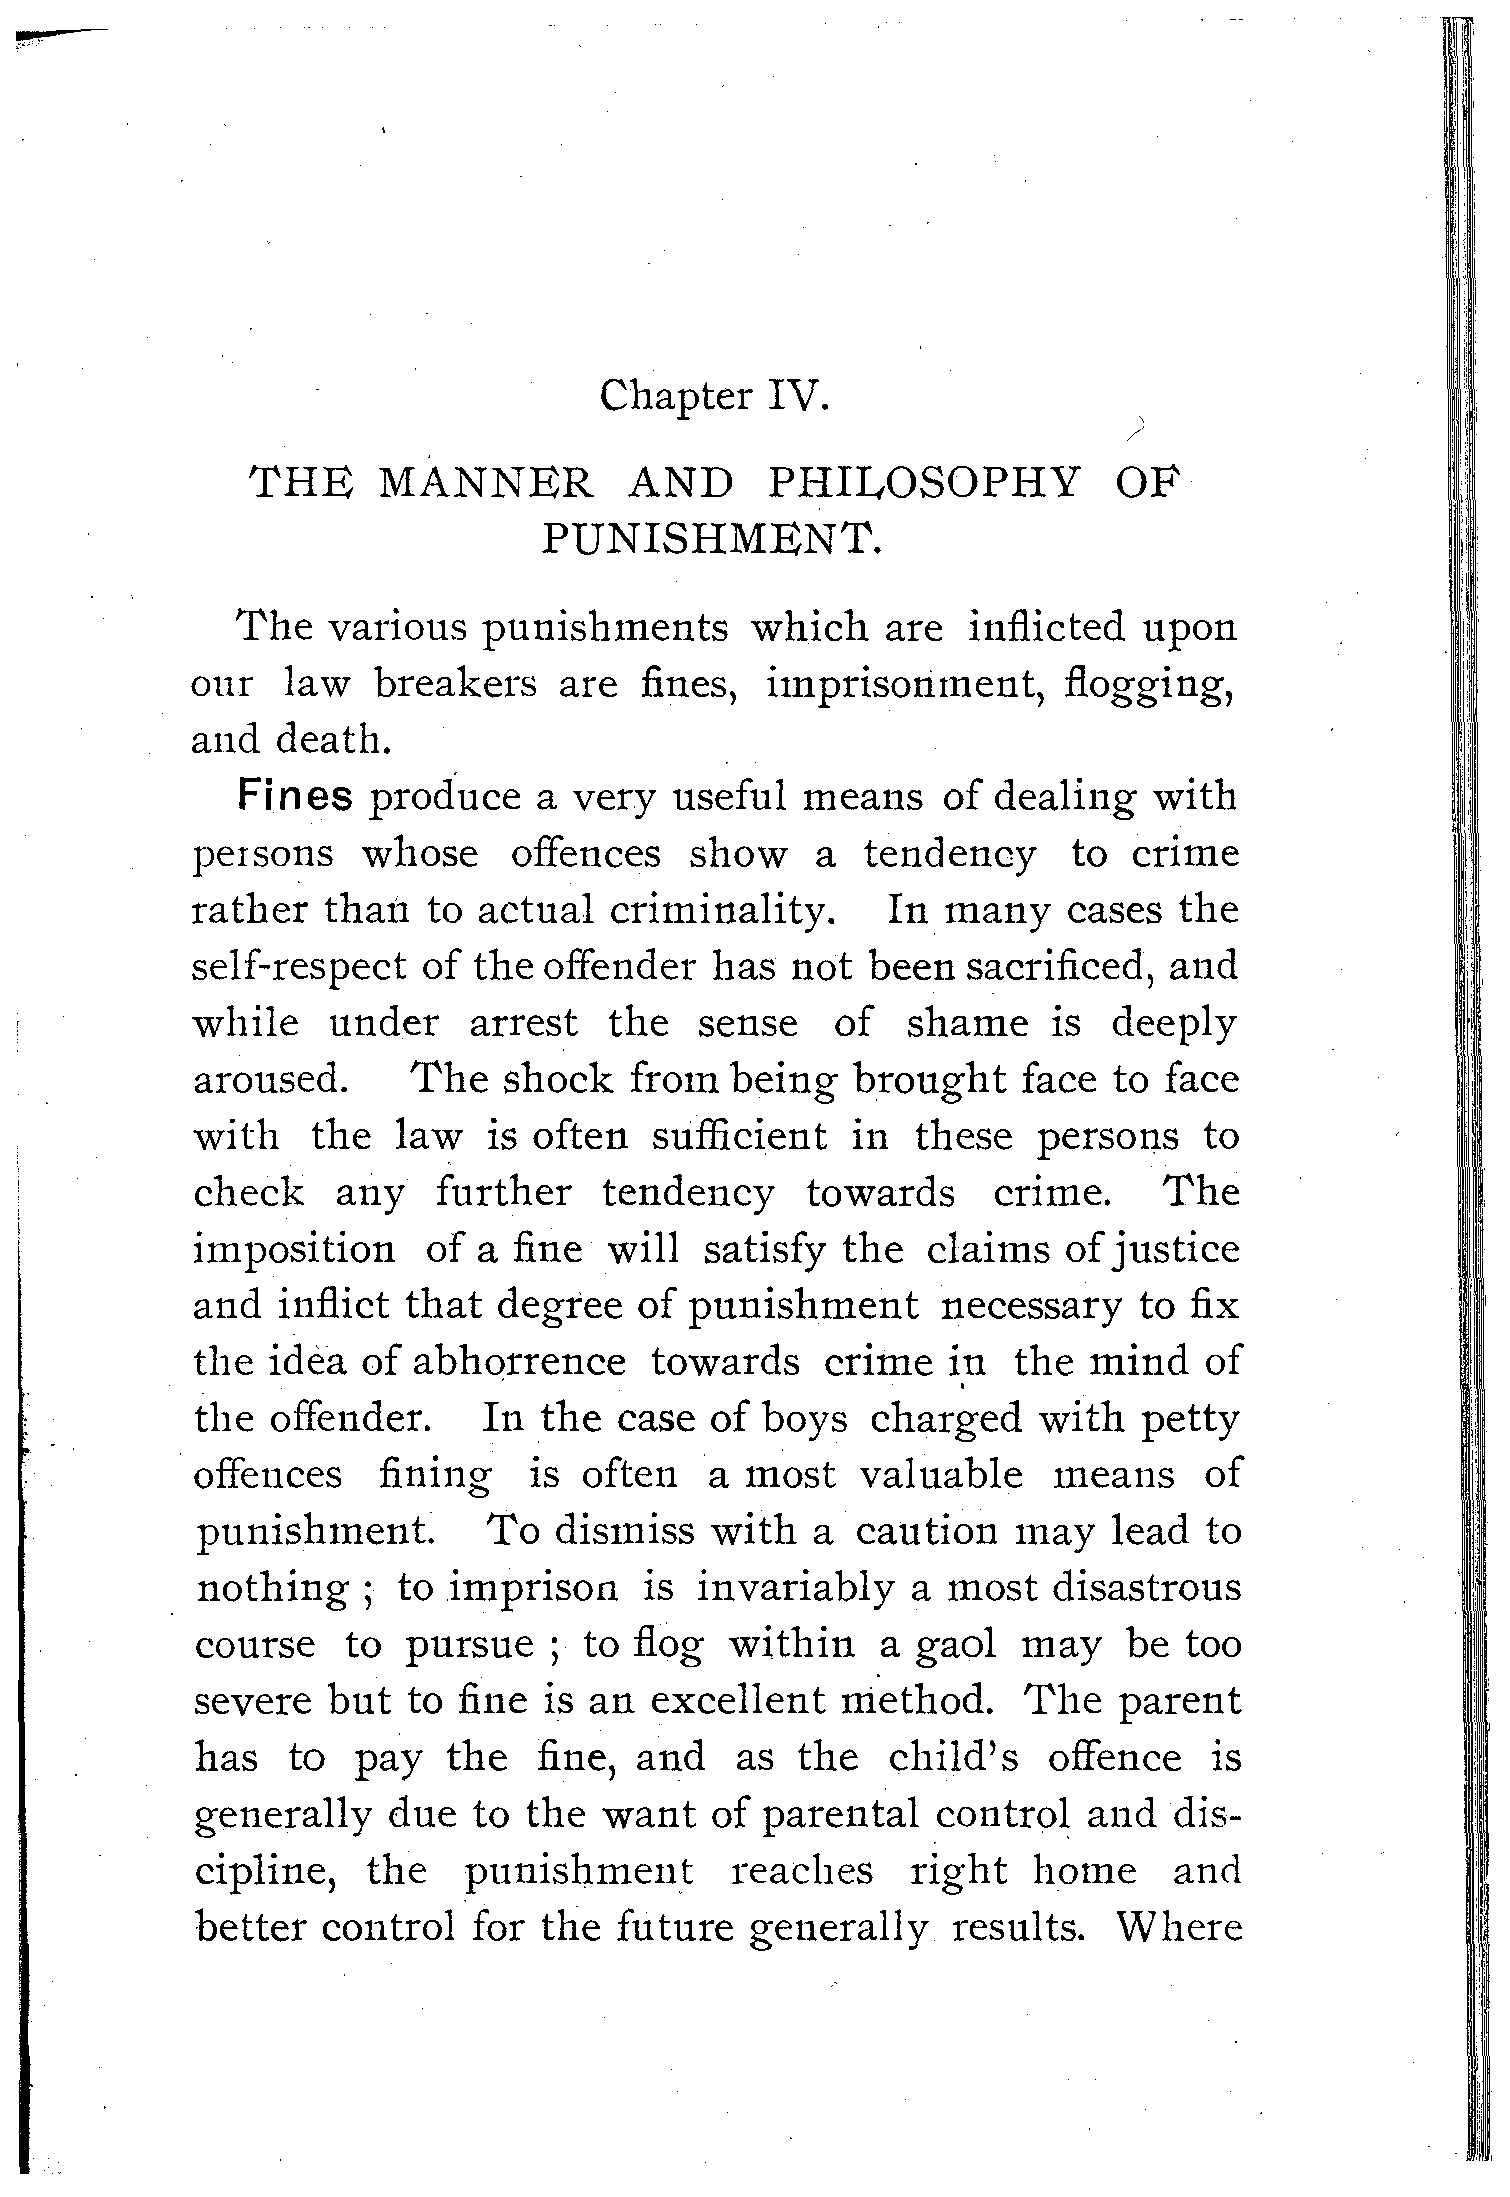 Chapter IV.
THE MANNER AND PHILOSOPHY OF
PUNISHMENT.
The various punishments which are inflicted upon
our law breakers are fines, imprisonment, flogging,
and death.
Fines produce a very useful means of dealing with
persons whose offences show a tendency to crime
rather than to actual criminality. In many cases the
self-respect of the offender has not been sacrificed, and
while under arrest the sense of shame is deeply
aroused. The shock from being brought face to face
with the law is often sufficient in these persons to
check any further tendency towards crime. The
imposition of a fine will satisfy the claims of justice
and inflict that degree of punishment necessary to fix
the idea of abhorrence towards crime in the mind of
the offender. In the case of boys charged with petty
offences fining is often a most valuable means of
punishment. To dismiss with a caution may lead to
nothing ; to imprison is invariably a most disastrous
course to pursue ; to flog within a gaol may be too
severe but to fine is an excellent method. The parent
has to pay the fine, and as the child's offence is
generally due to the want of parental control and dis-
cipline, the punishment reaches right home and
better control for the future generally results. Where